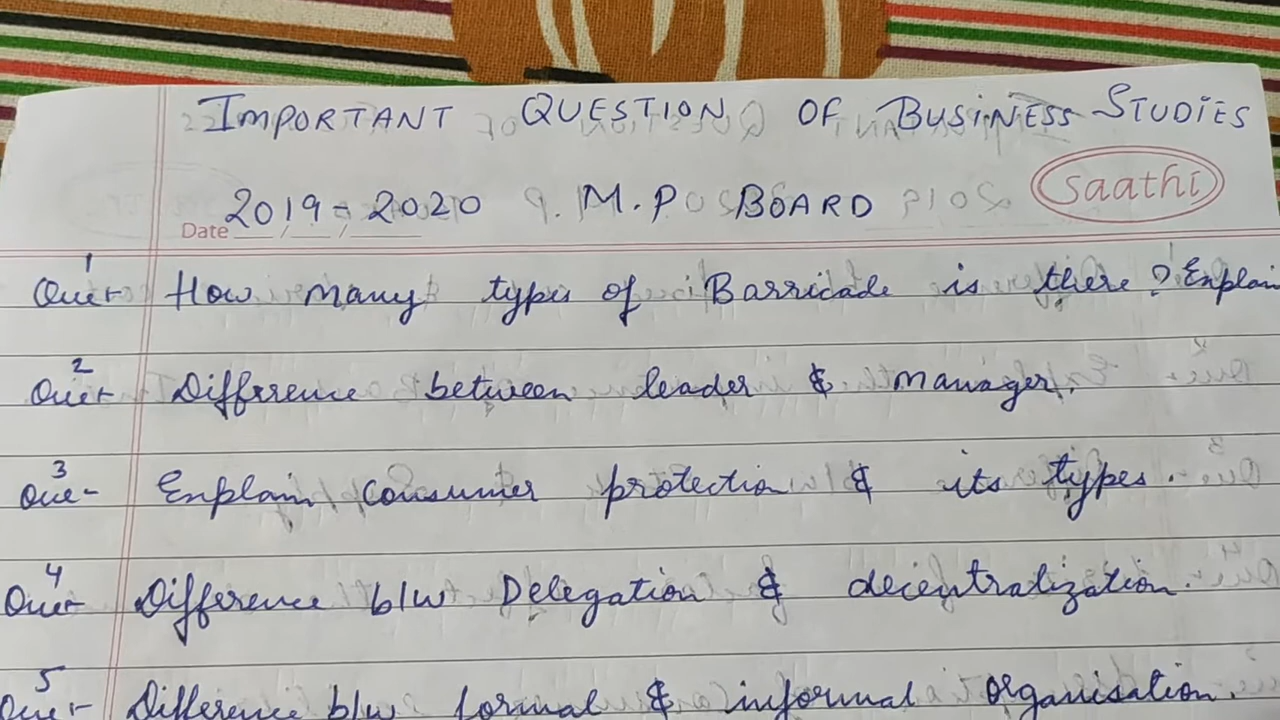 IMPORTANT QUESTION OF BUSINESS STUDIES
2019-2020 M.P BOARD saathi
Date
1
Que- How many types of Barricade is there? Explain
2
Que- Difference between leader & manager.
3
Que- Explain consumer protection & its types.
4
Que- Difference b/w Delegation & decentralization.
5
Que- Difference b/w formal & informal organisation.